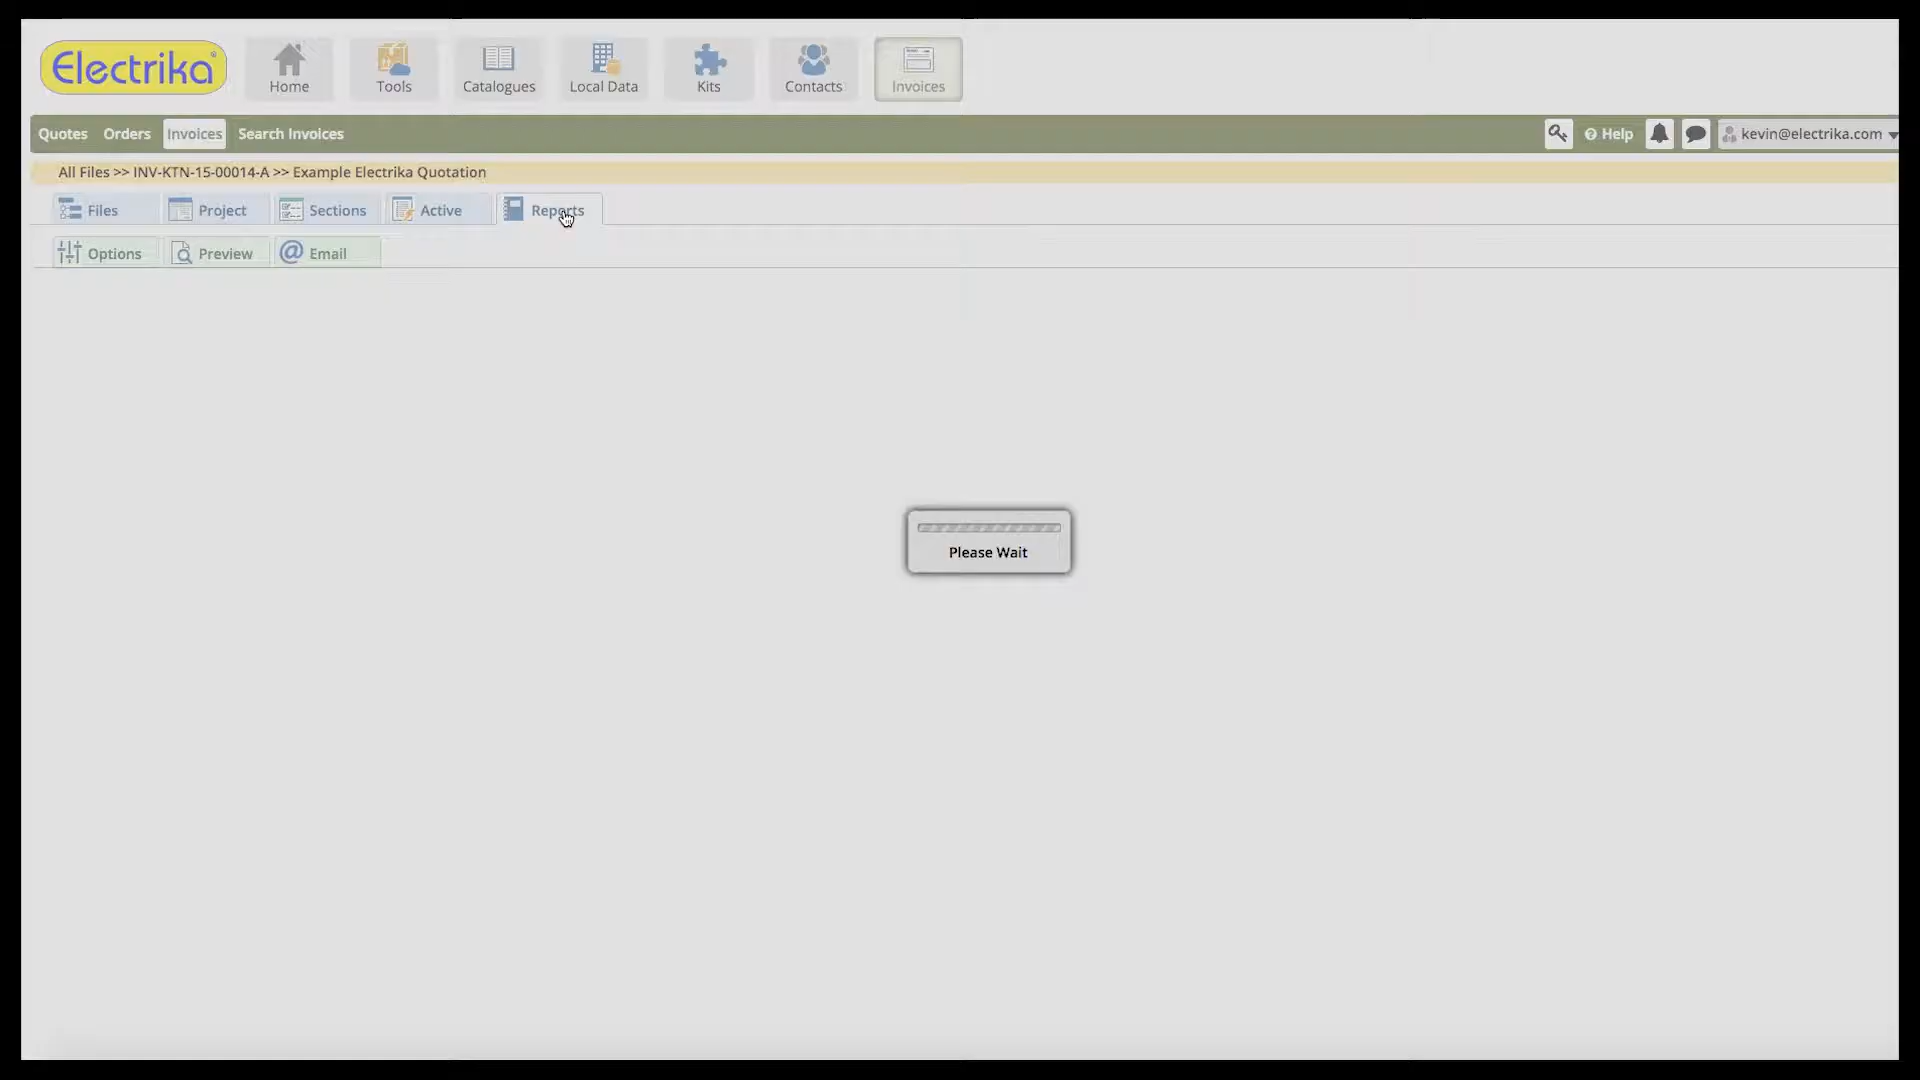 Electrika
Home
Tools
Catalogues
Local Data
Kits
Contacts
Invoices
Quotes
Orders
Invoices
Search Invoices
Help
kevin@electrika.com
All Files >> INV-KTN-15-00014-A >> Example Electrika Quotation
Files
Project
Sections
Active
Reports
Options
Preview
@ Email
Please Wait